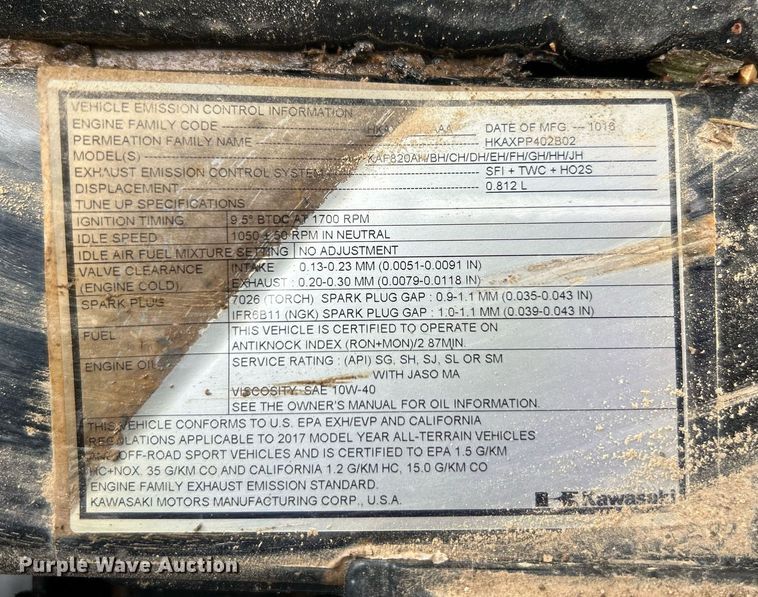 VEHICLE EMISSION CONTROL INFORMATION
ENGINE FAMILY CODE DATE OF MFG. --- 1016
PERMEATION FAMILY NAME HKAXPP402B02
MODEL(S) KAF820AH/BH/CH/DH/EH/FH/GH/HH/JH
EXHAUST EMISSION CONTROL SYSTEM SFI + TWC + HO2S
DISPLACEMENT 0.812 L
TUNE UP SPECIFICATIONS
IGNITION TIMING 9.5° BTDC AT 1700 RPM
IDLE SPEED 1050 ± 50 RPM IN NEUTRAL
IDLE AIR FUEL MIXTURE SETTING NO ADJUSTMENT
VALVE CLEARANCE INTAKE : 0.13-0.23 MM (0.0051-0.0091 IN)
(ENGINE COLD) EXHAUST : 0.20-0.30 MM (0.0079-0.0118 IN)
SPARK PLUG 7026 (TORCH) SPARK PLUG GAP : 0.9-1.1 MM (0.035-0.043 IN)
IFR6B11 (NGK) SPARK PLUG GAP : 1.0-1.1 MM (0.039-0.043 IN)
FUEL THIS VEHICLE IS CERTIFIED TO OPERATE ON
ANTIKNOCK INDEX (RON+MON)/2 87MIN.
ENGINE OIL SERVICE RATING : (API) SG, SH, SJ, SL OR SM
WITH JASO MA
VISCOSITY: SAE 10W-40
SEE THE OWNER'S MANUAL FOR OIL INFORMATION.
THIS VEHICLE CONFORMS TO U.S. EPA EXH/EVP AND CALIFORNIA
REGULATIONS APPLICABLE TO 2017 MODEL YEAR ALL-TERRAIN VEHICLES
AND OFF-ROAD SPORT VEHICLES AND IS CERTIFIED TO EPA 1.5 G/KM
HC+NOX. 35 G/KM CO AND CALIFORNIA 1.2 G/KM HC, 15.0 G/KM CO
ENGINE FAMILY EXHAUST EMISSION STANDARD.
KAWASAKI MOTORS MANUFACTURING CORP., U.S.A.
Kawasaki
Purple Wave Auction